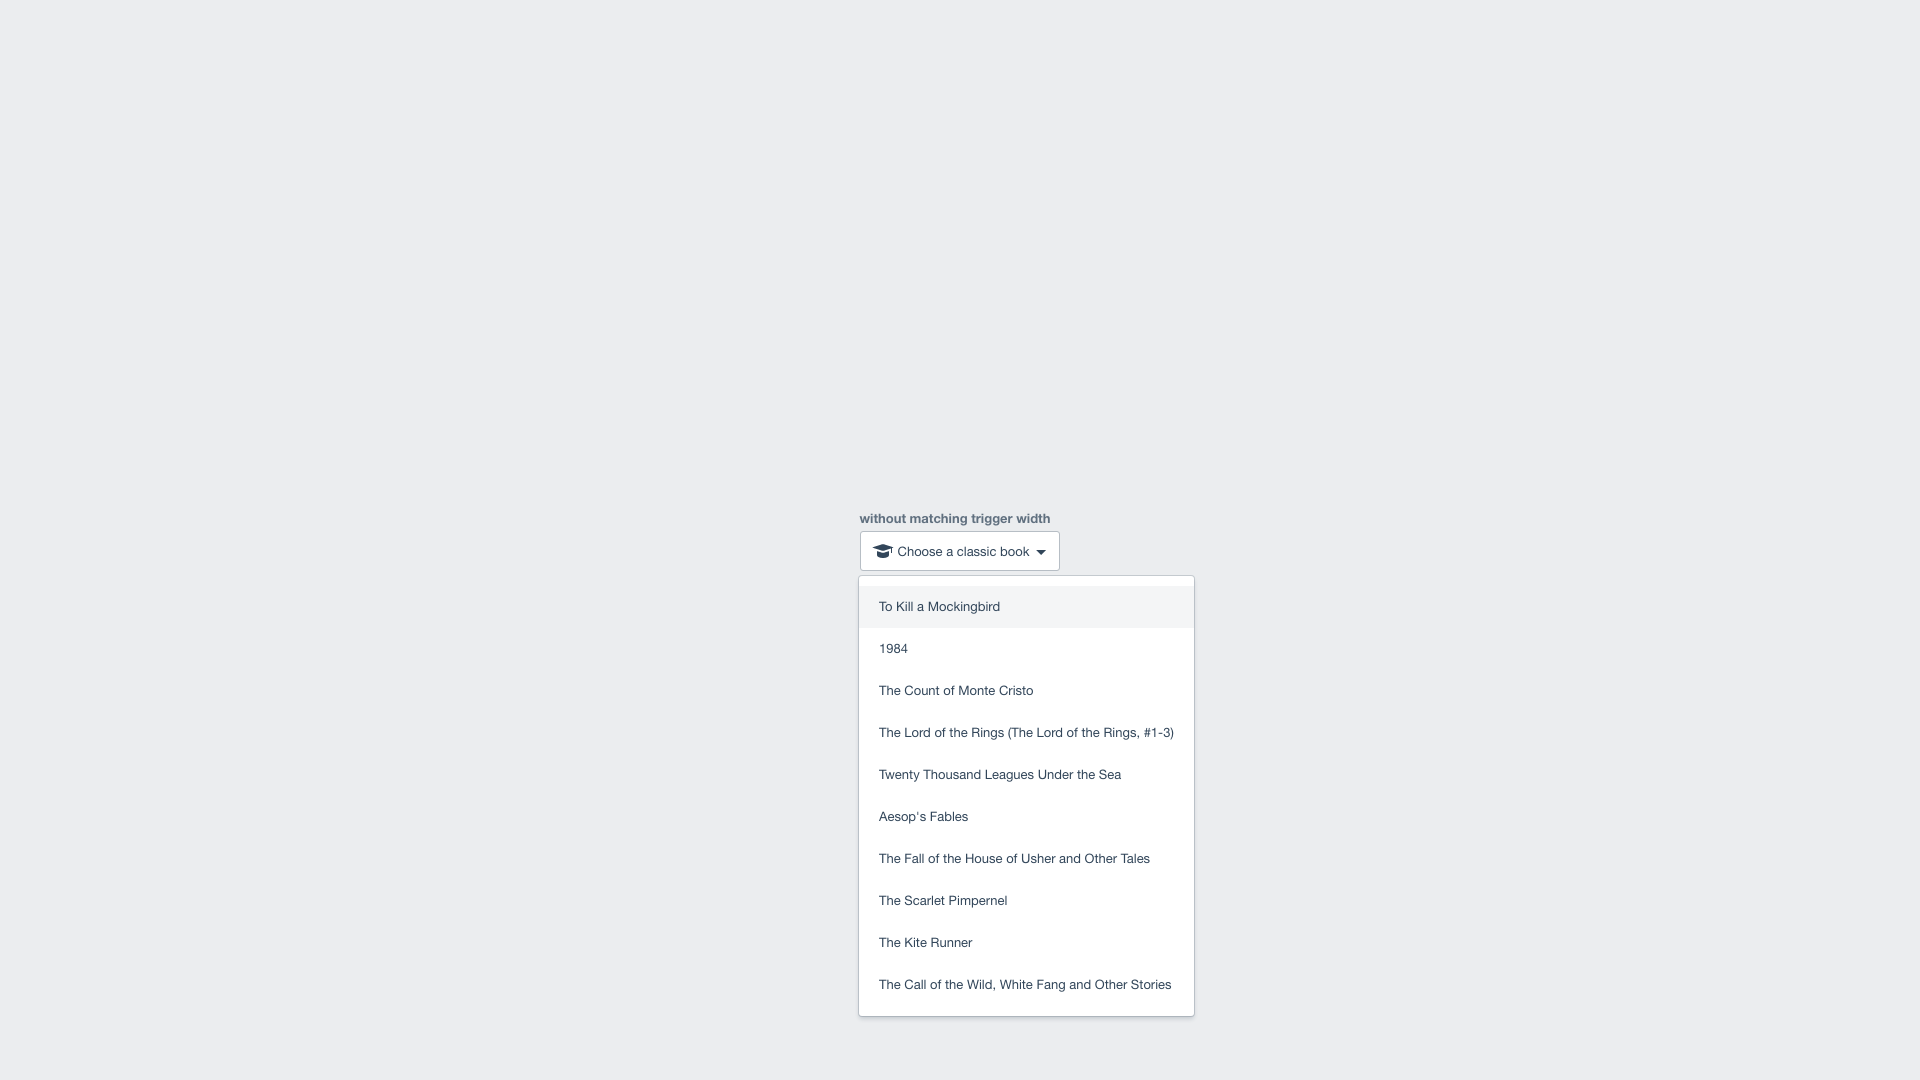 without matching trigger width
Choose a classic book
To Kill a Mockingbird
1984
The Count of Monte Cristo
The Lord of the Rings (The Lord of the Rings, #1-3)
Twenty Thousand Leagues Under the Sea
Aesop's Fables
The Fall of the House of Usher and Other Tales
The Scarlet Pimpernel
The Kite Runner
The Call of the Wild, White Fang and Other Stories